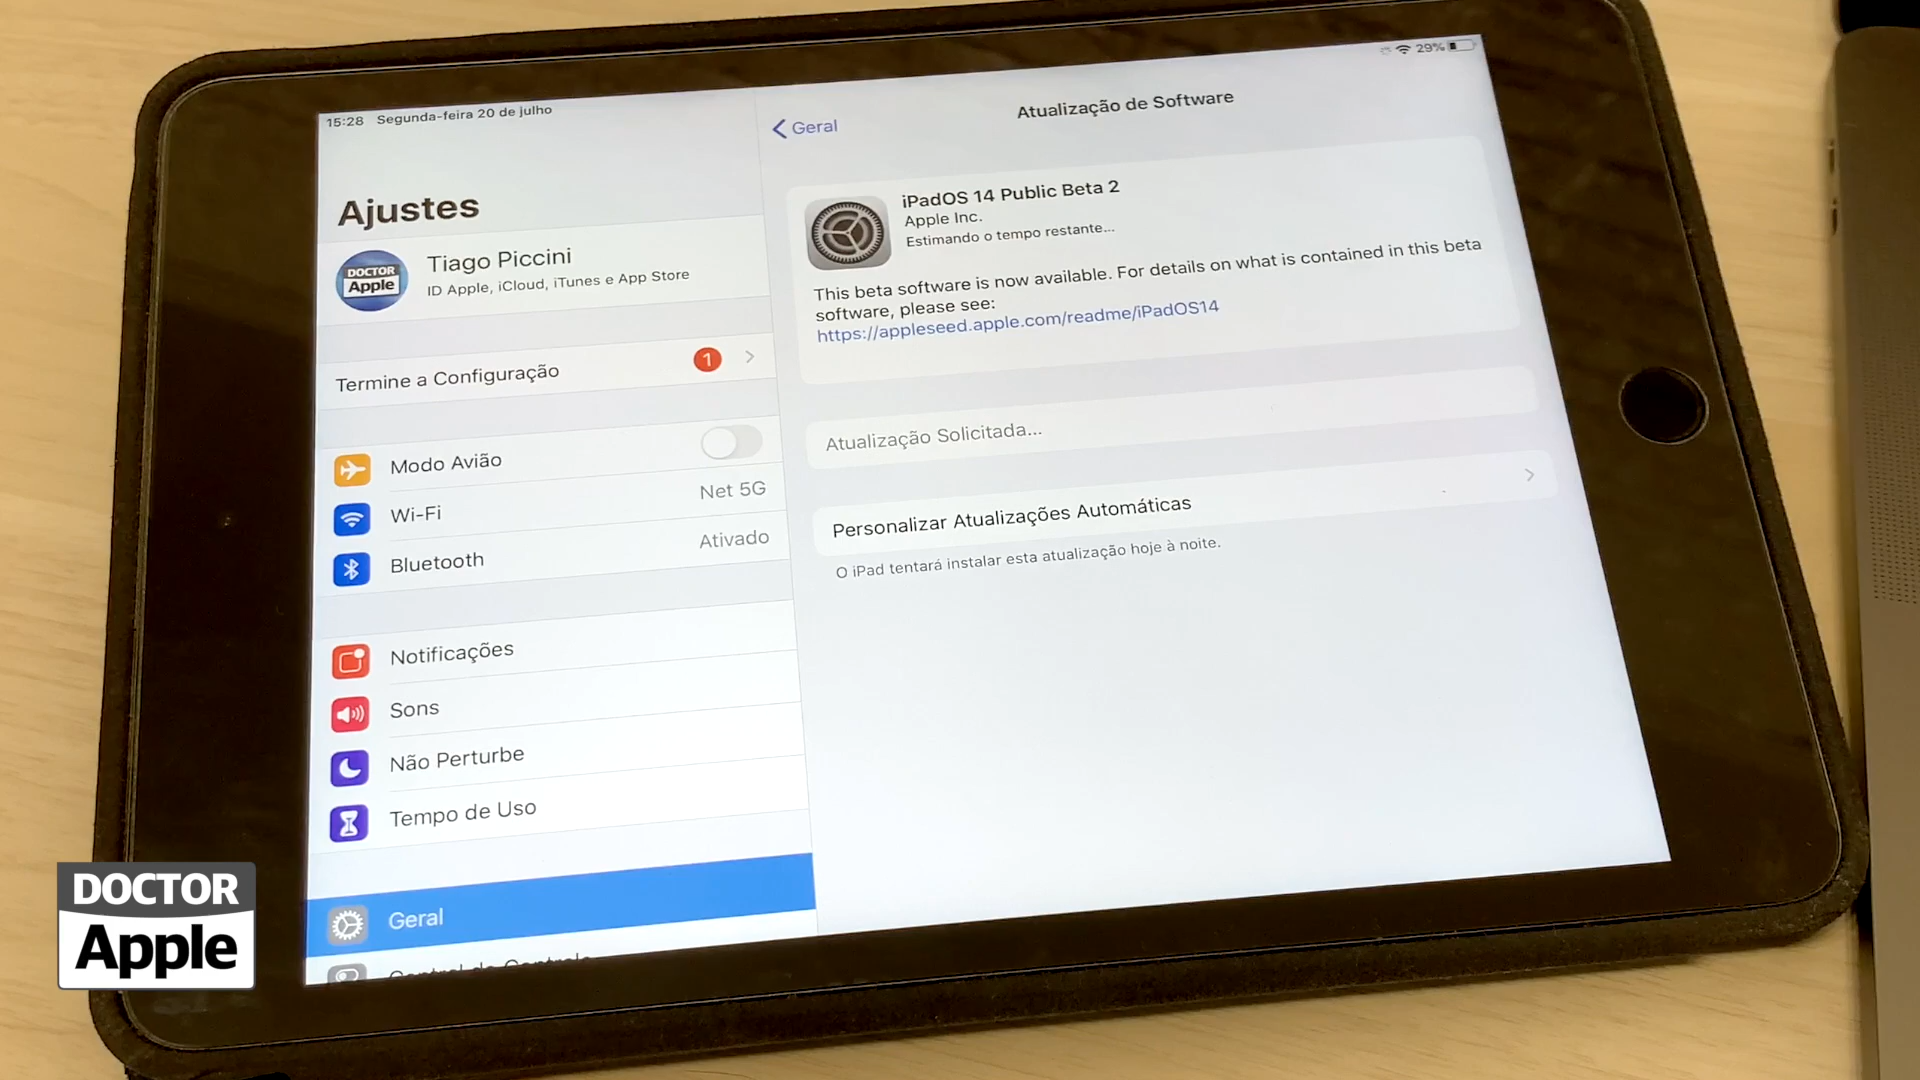 15:28 Segunda-feira 20 de julho
29%
Ajustes
DOCTOR
Apple
Tiago Piccini
ID Apple, iCloud, iTunes e App Store
Termine a Configuração
1
Modo Avião
Wi-Fi
Net 5G
Bluetooth
Ativado
Notificações
Sons
Não Perturbe
Tempo de Uso
Geral
Geral
Atualização de Software
iPadOS 14 Public Beta 2
Apple Inc.
Estimando o tempo restante...
This beta software is now available. For details on what is contained in this beta
software, please see:
https://appleseed.apple.com/readme/iPadOS14
Atualização Solicitada...
Personalizar Atualizações Automáticas
O iPad tentará instalar esta atualização hoje à noite.
DOCTOR
Apple